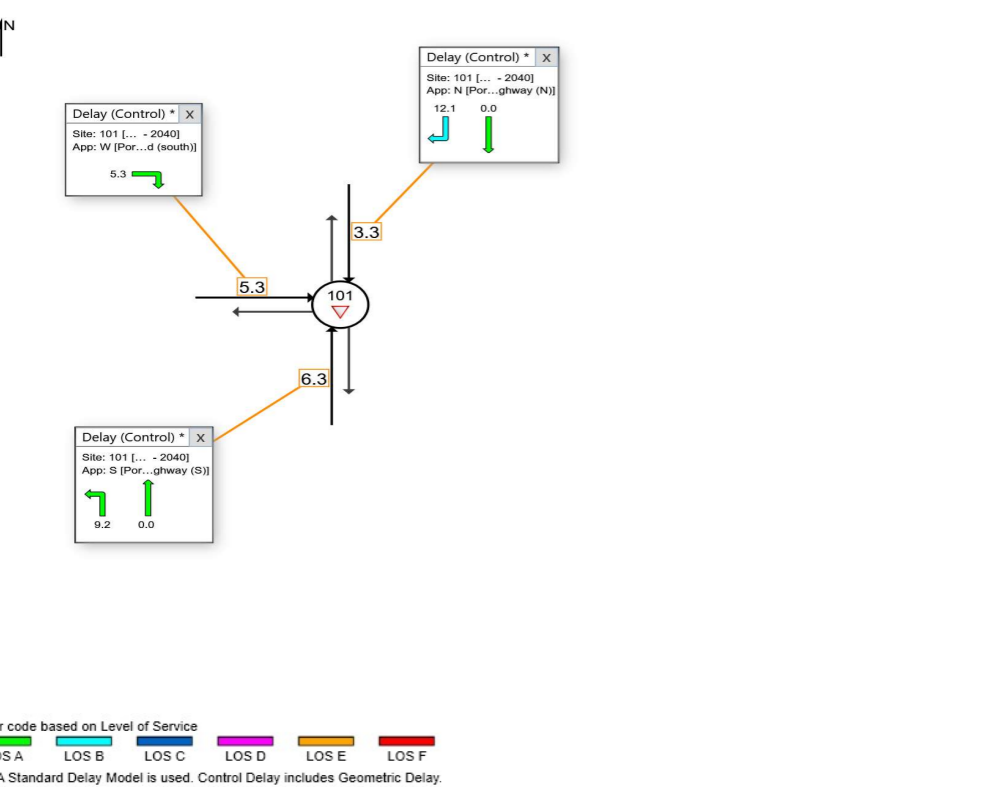 N
Delay (Control) * X
Site: 101 [... - 2040]
App: N [Por...ghway (N)]
12.1 0.0
Delay (Control) * X
Site: 101 [... - 2040]
App: W [Por...d (south)]
5.3
3.3
5.3
101
6.3
Delay (Control) * X
Site: 101 [... - 2040]
App: S [Por...ghway (S)]
9.2 0.0
r code based on Level of Service
S A LOS B LOS C LOS D LOS E LOS F
A Standard Delay Model is used. Control Delay includes Geometric Delay.